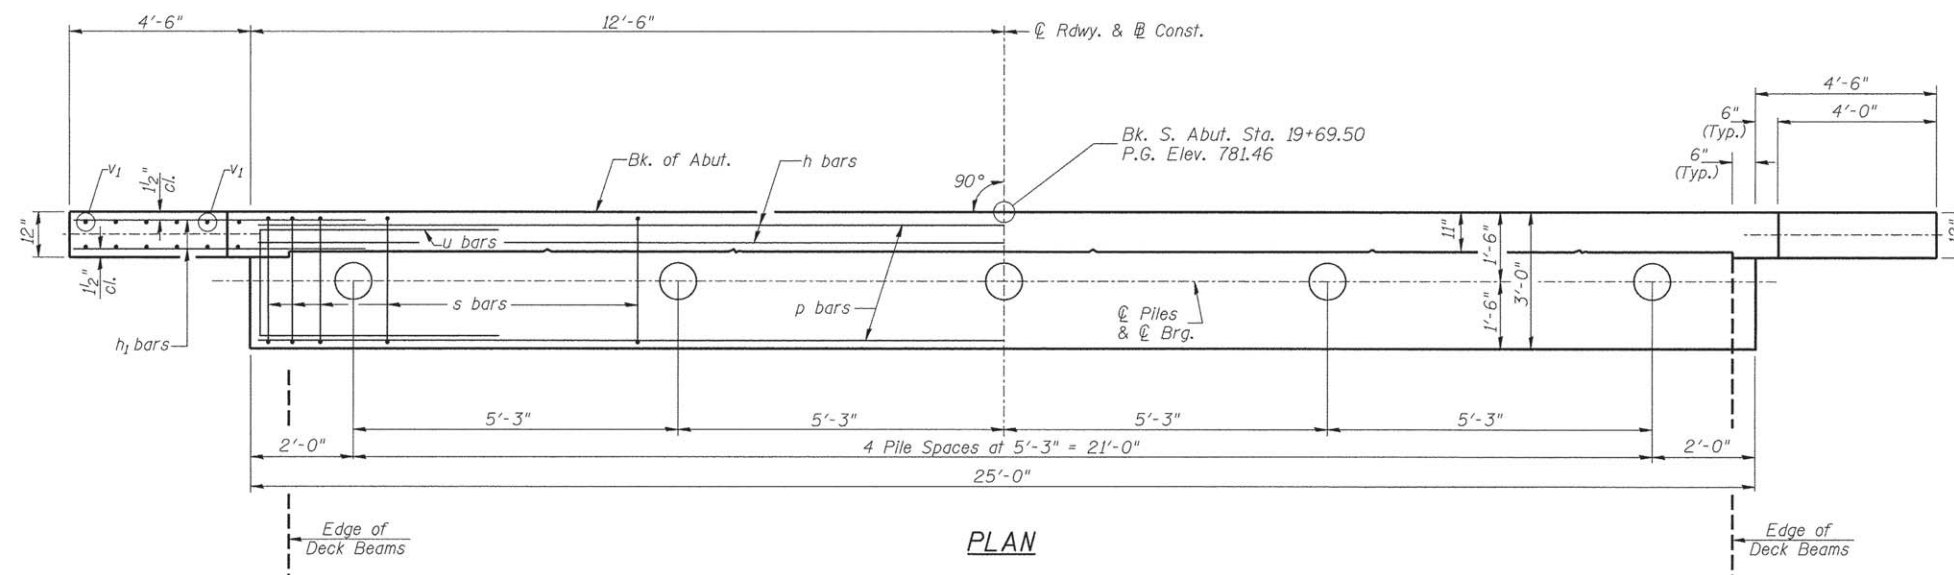 4'-6"
12'-6"
℄ Rdwy. & ⅊ Const.
4'-6"
6"
(Typ.)
4'-0"
Bk. S. Abut. Sta. 19+69.50
P.G. Elev. 781.46
6"
(Typ.)
v1
1½"
cl.
v1
Bk. of Abut.
h bars
90°
12"
u bars
11"
1'-6"
3'-0"
12"
1½"
cl.
s bars
p bars
℄ Piles
& ℄ Brg.
1'-6"
h1 bars
5'-3"
5'-3"
5'-3"
5'-3"
2'-0"
4 Pile Spaces at 5'-3" = 21'-0"
2'-0"
25'-0"
Edge of
Deck Beams
PLAN
Edge of
Deck Beams